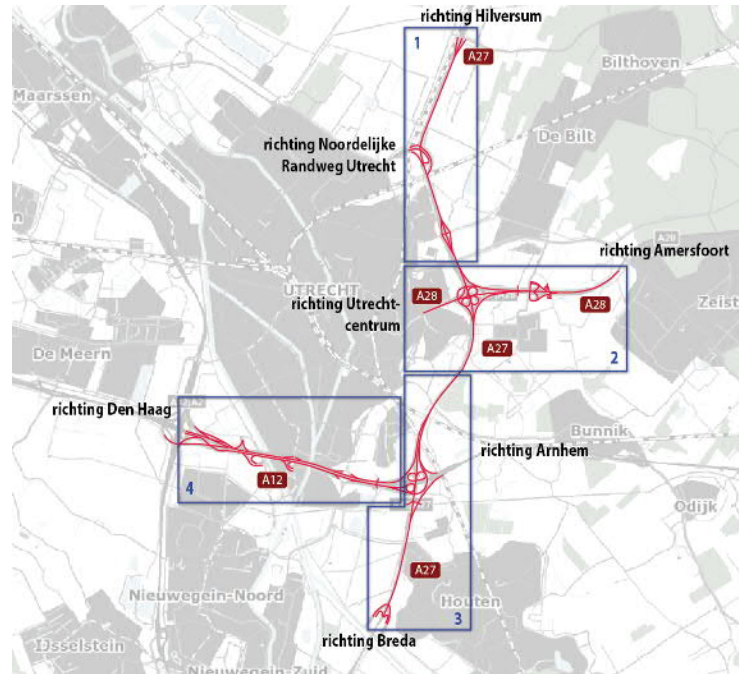 richting Hilversum
1
A27
Bilthoven
Maarssen
De Bilt
richting Noordelijke
Randweg Utrecht
A28
richting Amersfoort
UTRECHT
richting Utrecht-
centrum
A28
A28
Zeist
De Meern
A27
2
richting Den Haag
Bunnik
richting Arnhem
A12
4
Odijk
A27
Nieuwegein-Noord
Houten
3
IJsselstein
richting Breda
Nieuwegein-Zuid